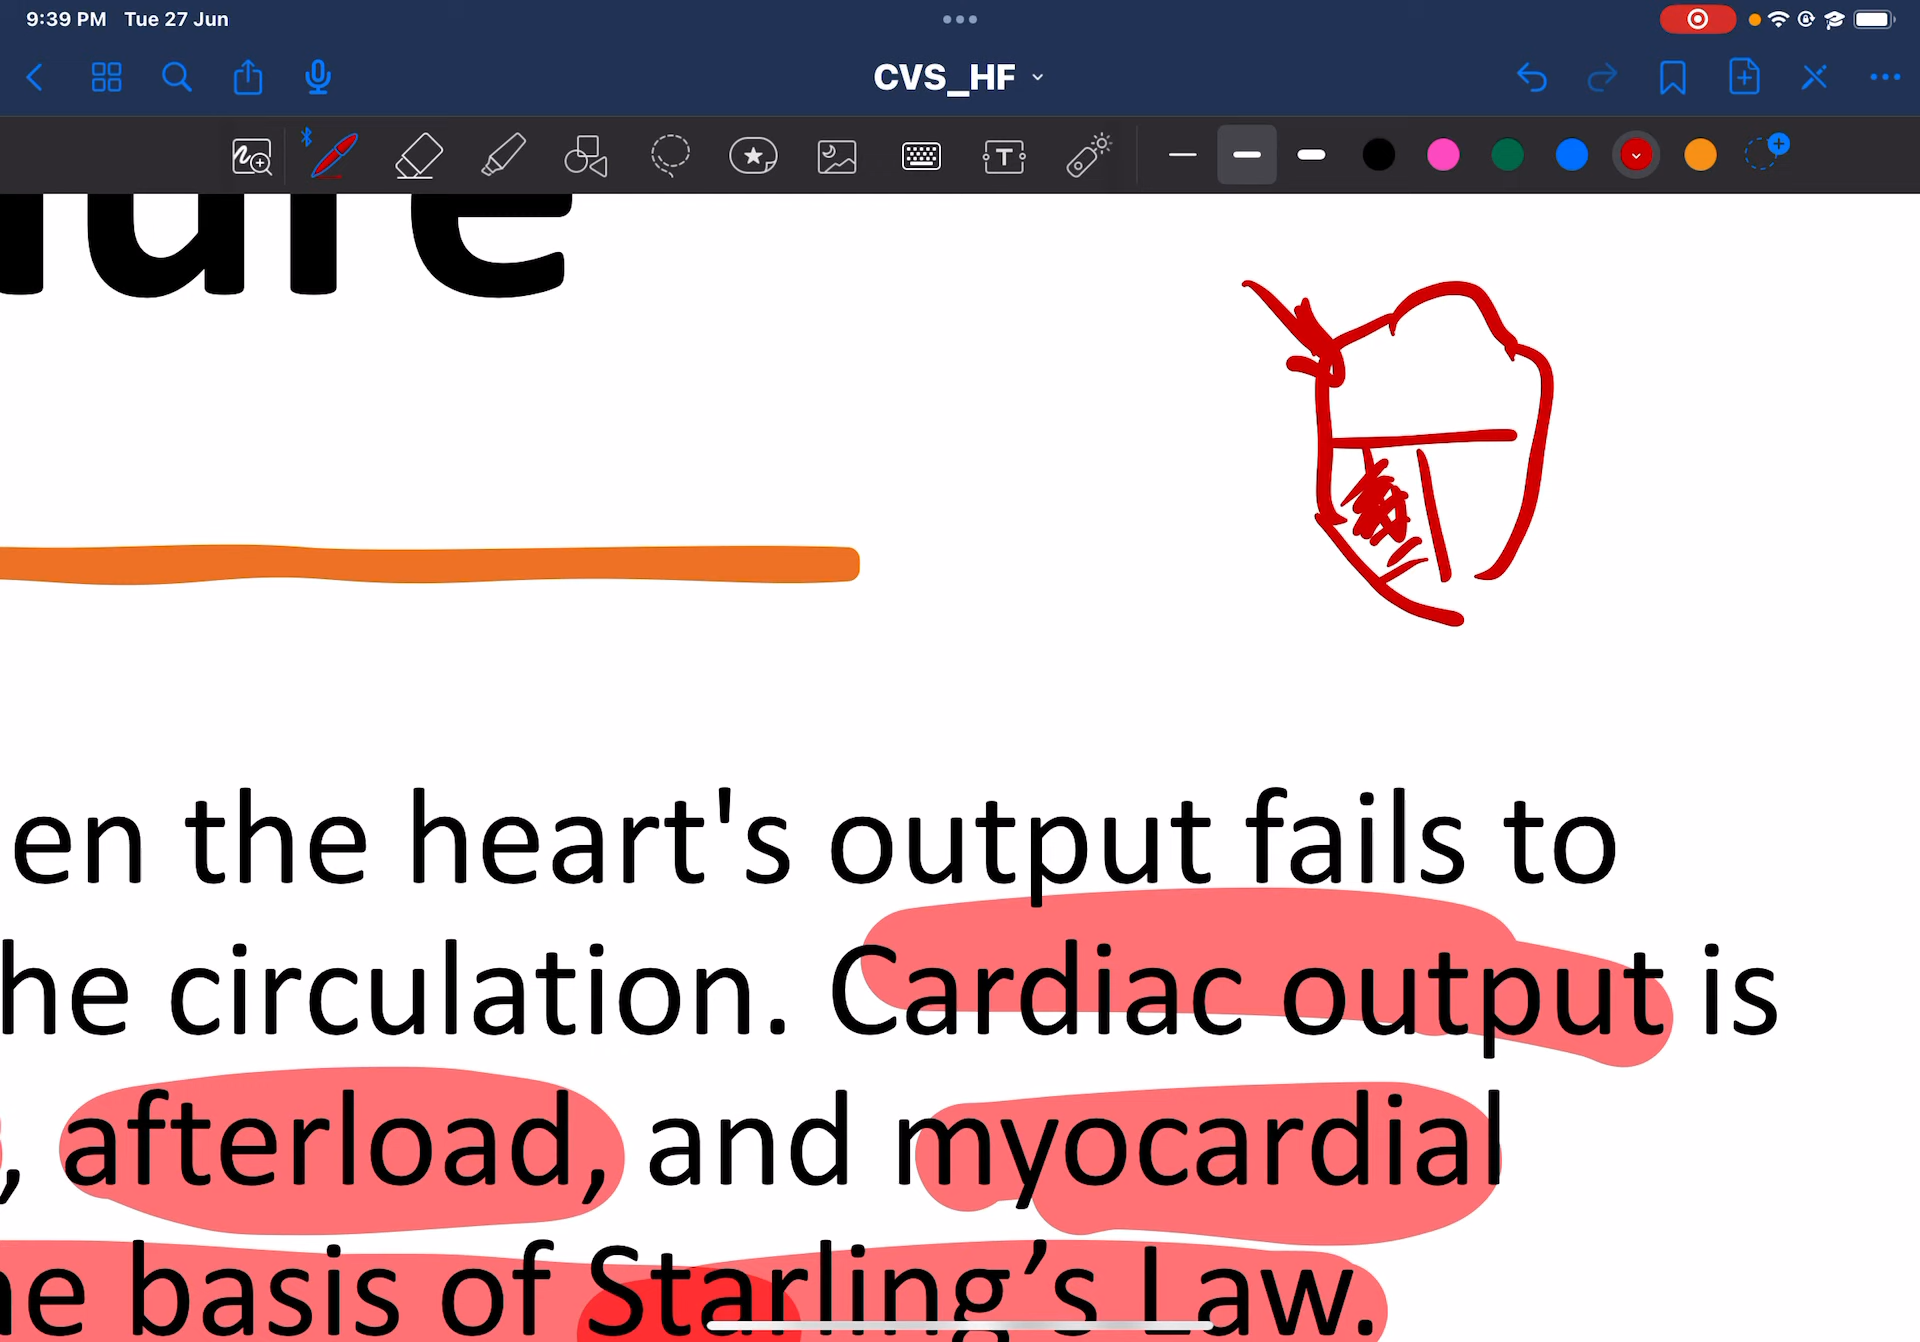 9:39 PM Tue 27 Jun
CVS_HF
T
en the heart's output fails to
he circulation. Cardiac output is
, afterload, and myocardial
e basis of Starling’s Law.